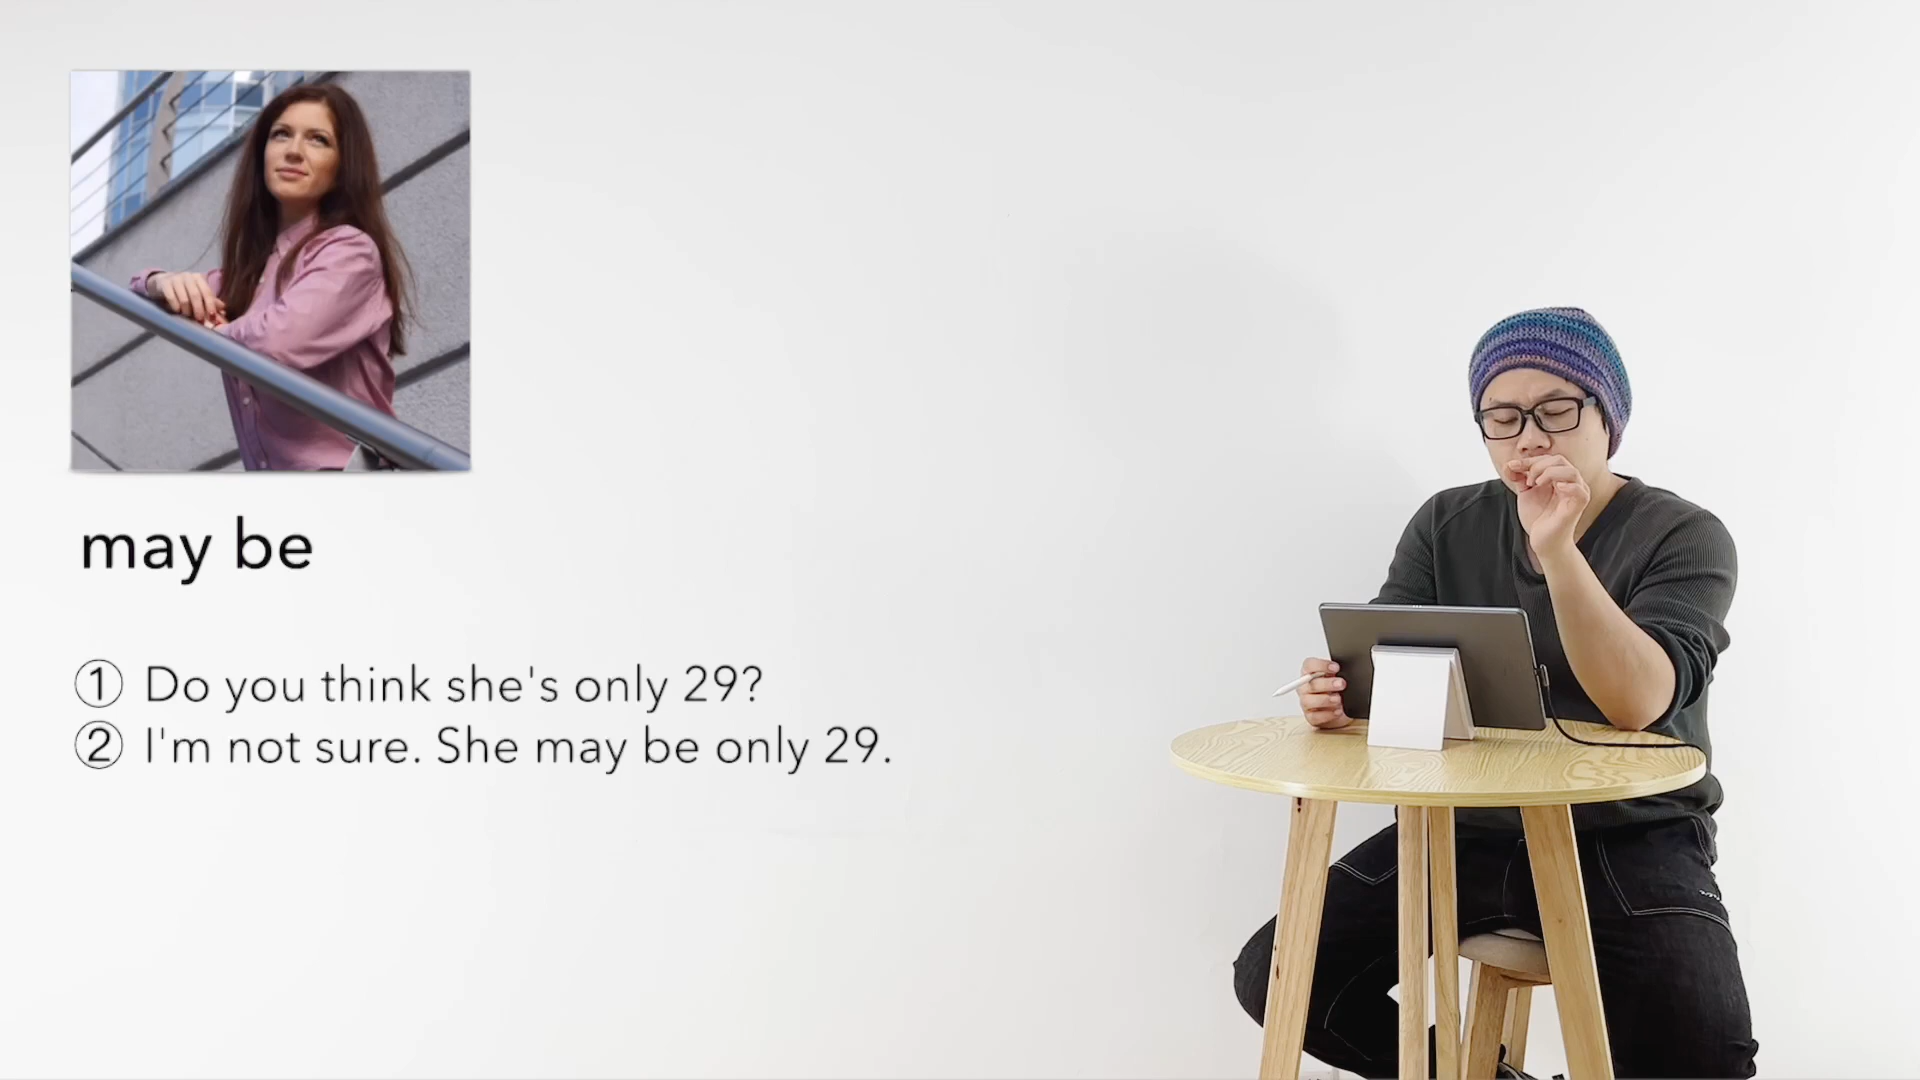 may be
① Do you think she's only 29?
② I'm not sure. She may be only 29.